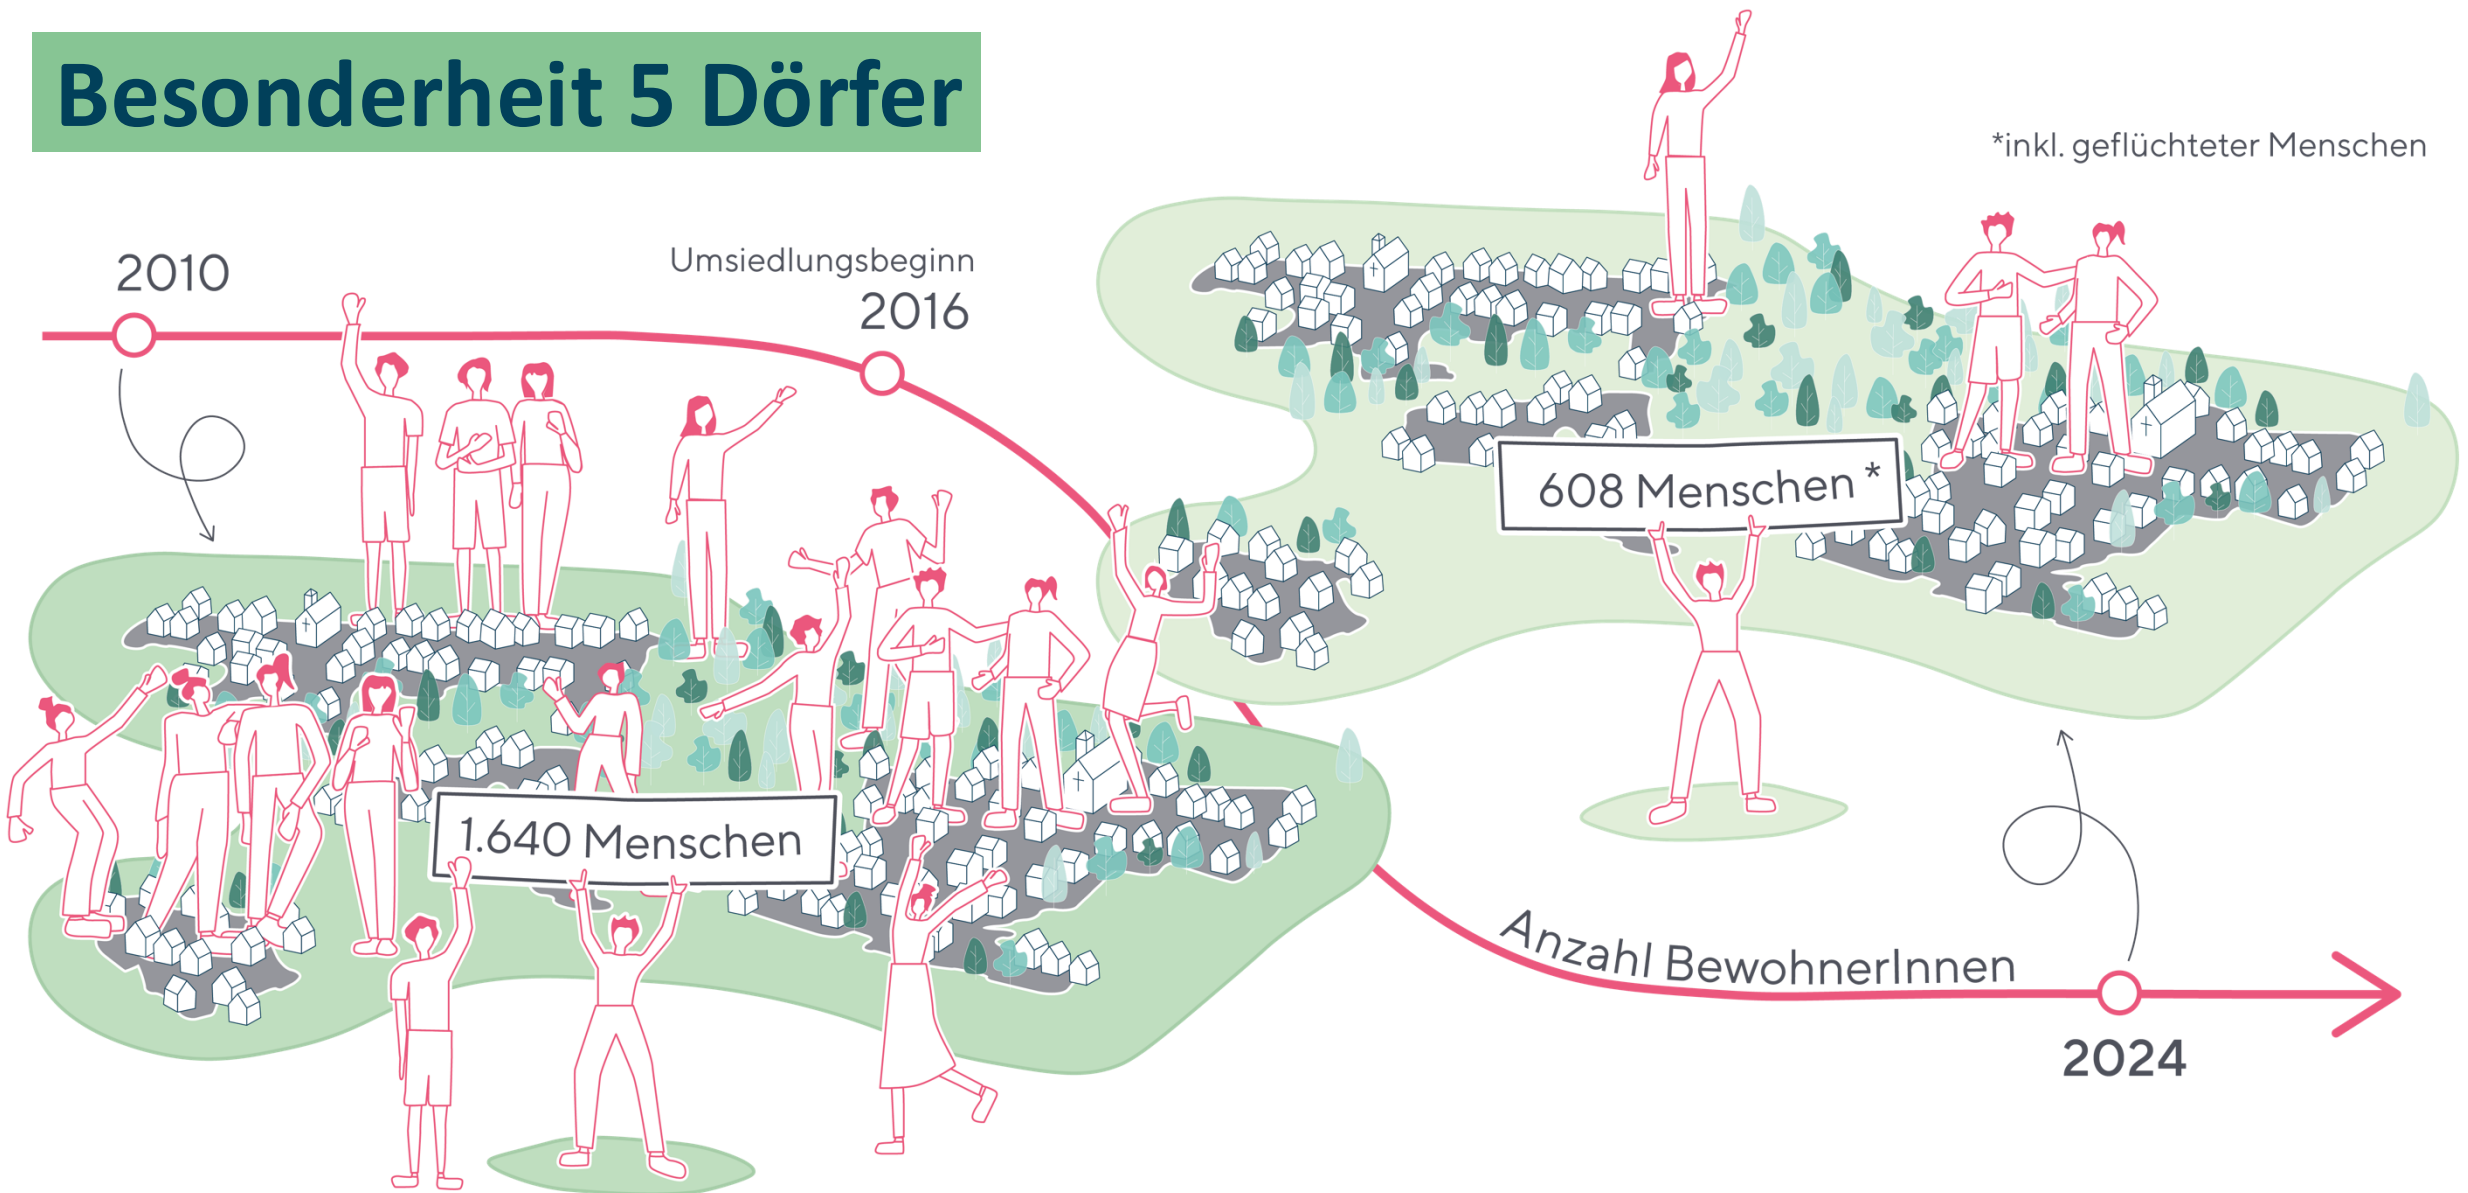 Besonderheit 5 Dörfer
*inkl. geflüchteter Menschen
2010
Umsiedlungsbeginn
2016
608 Menschen *
1.640 Menschen
Anzahl BewohnerInnen
2024